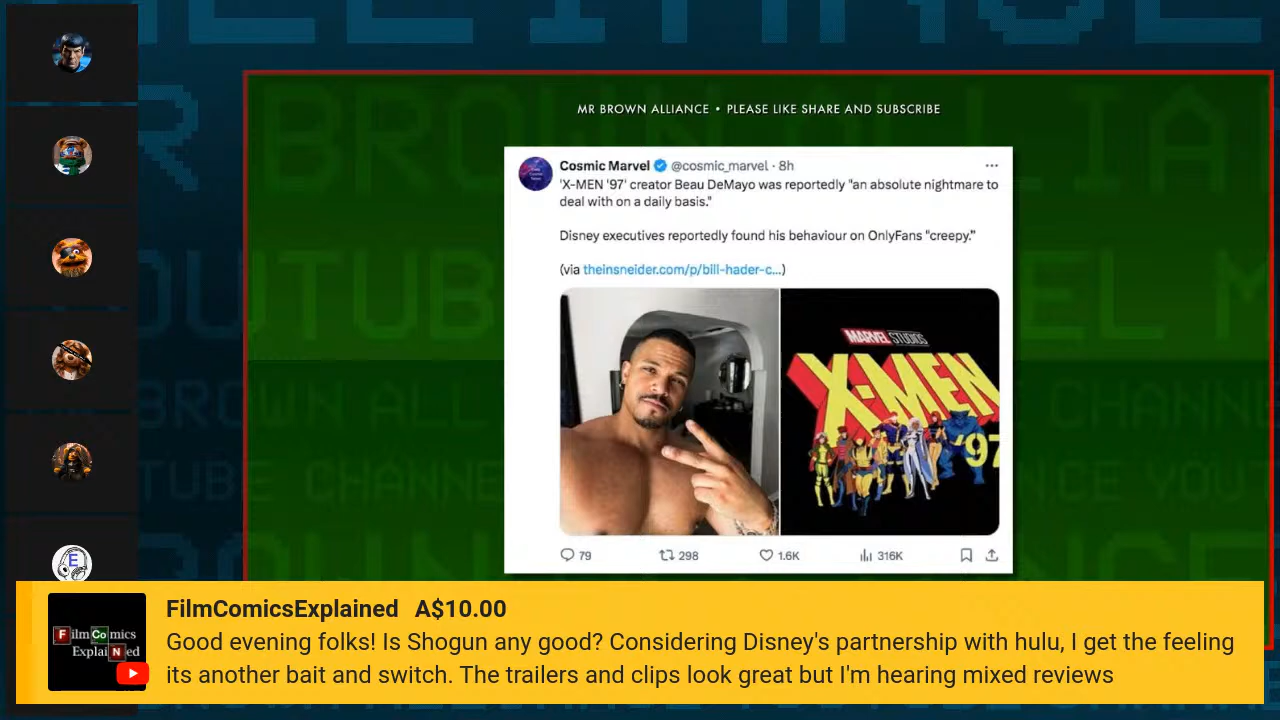 MR BROWN ALLIANCE • PLEASE LIKE SHARE AND SUBSCRIBE
Cosmic Marvel @cosmic_marvel · 8h
'X-MEN '97' creator Beau DeMayo was reportedly "an absolute nightmare to
deal with on a daily basis."
Disney executives reportedly found his behaviour on OnlyFans "creepy."
(via theinsneider.com/p/bill-hader-c...)
MARVEL STUDIOS
X-MEN
'97
79 298 1.6K 316K
E
FilmComicsExplained A$10.00
Film Comics
ExplaiNed
Good evening folks! Is Shogun any good? Considering Disney's partnership with hulu, I get the feeling
its another bait and switch. The trailers and clips look great but I'm hearing mixed reviews